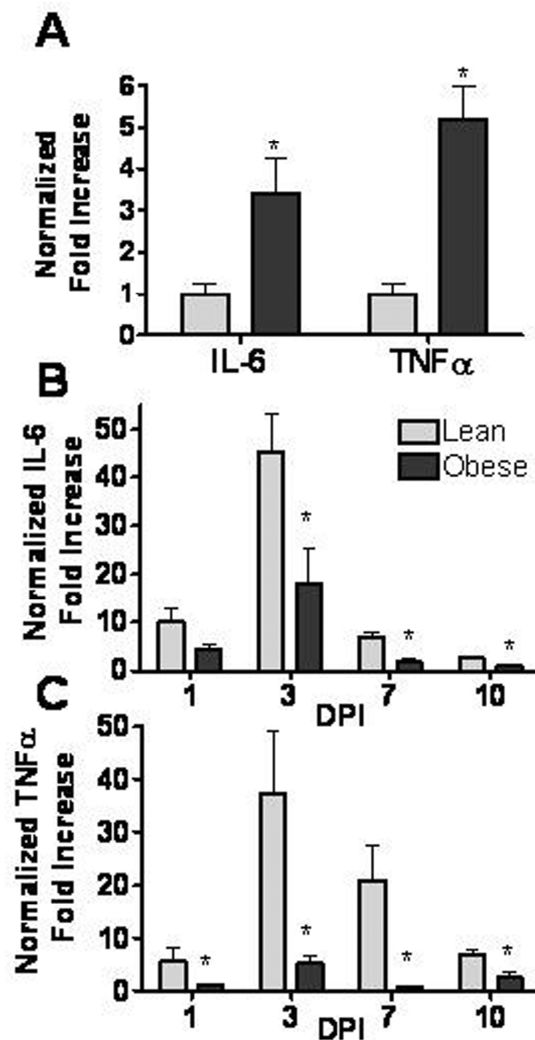 A
Normalized
Fold Increase
6
5
4
3
2
1
0
*
*
IL-6
TNFα
B
Normalized IL-6
Fold Increase
50
40
30
20
10
0
Lean
Obese
*
*
*
1
3
7
10
DPI
C
Normalized TNFα
Fold Increase
50
40
30
20
10
0
*
*
*
*
1
3
7
10
DPI